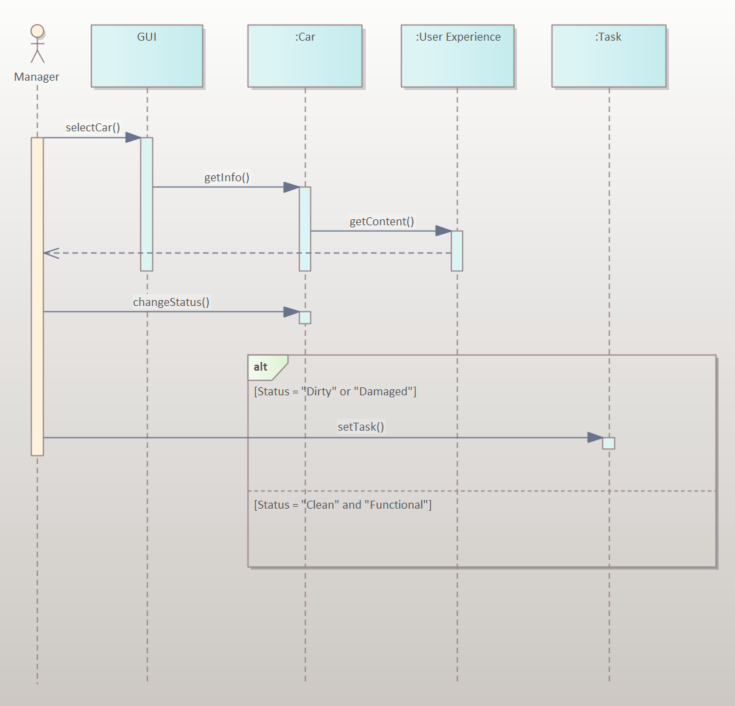 GUI
:Car
:User Experience
:Task
Manager
selectCar()
getInfo()
getContent()
changeStatus()
alt
[Status = "Dirty" or "Damaged"]
setTask()
[Status = "Clean" and "Functional"]